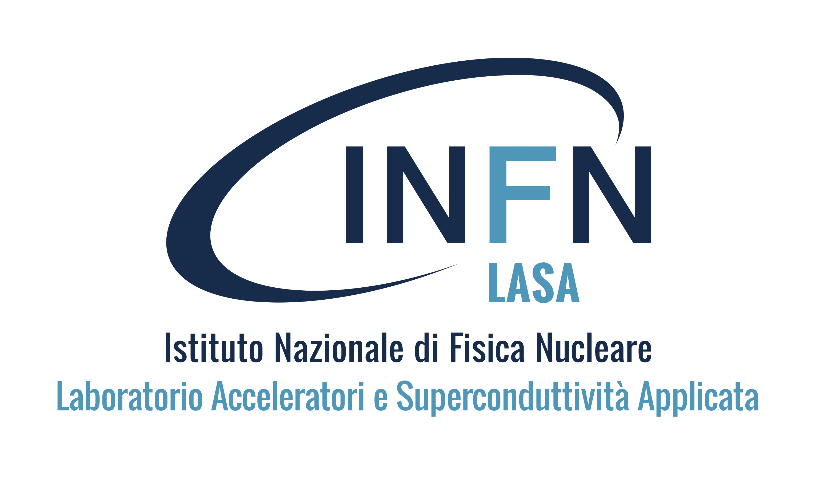 INFN
LASA
Istituto Nazionale di Fisica Nucleare
Laboratorio Acceleratori e Superconduttività Applicata